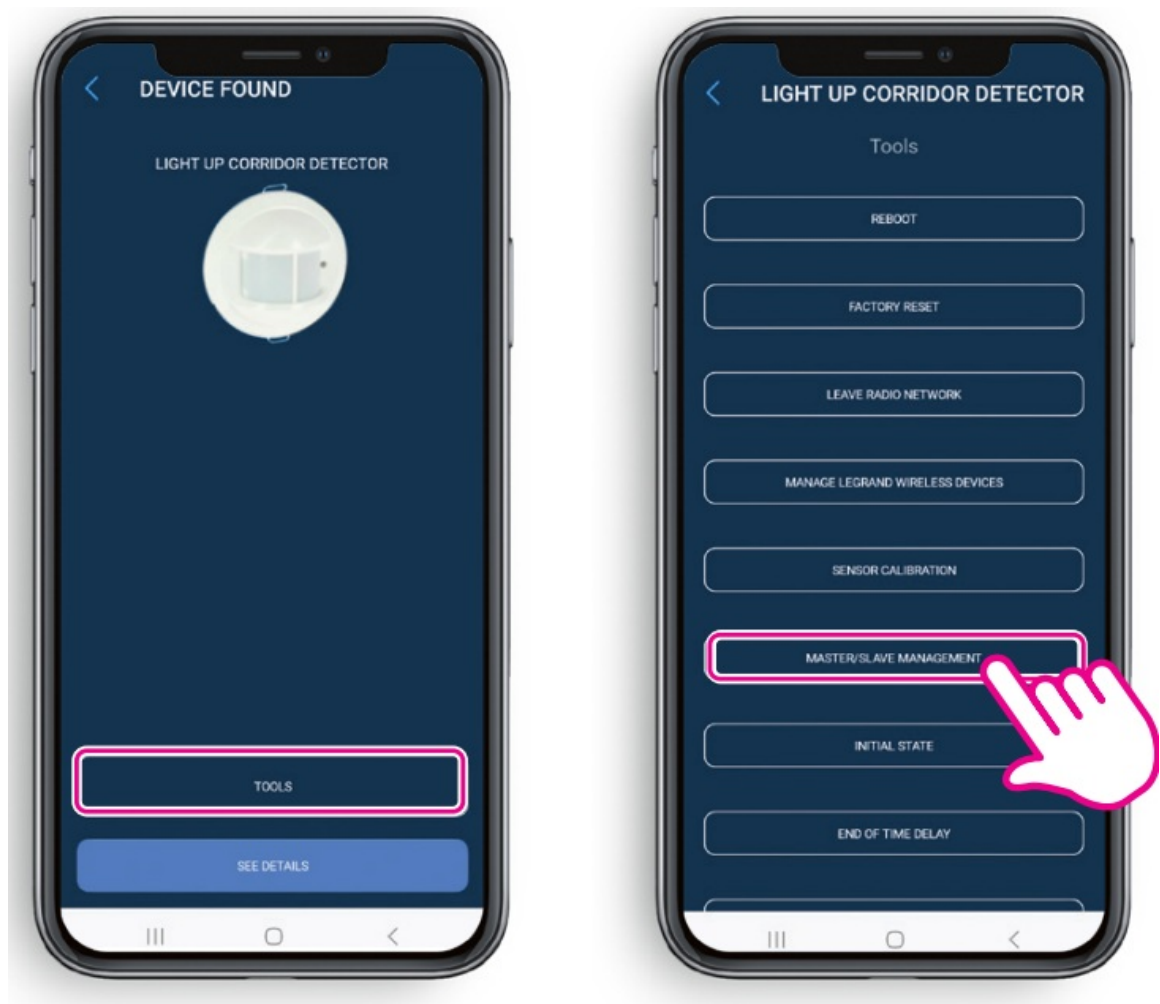 DEVICE FOUND
LIGHT UP CORRIDOR DETECTOR
TOOLS
SEE DETAILS
LIGHT UP CORRIDOR DETECTOR
Tools
REBOOT
FACTORY RESET
LEAVE RADIO NETWORK
MANAGE LEGRAND WIRELESS DEVICES
SENSOR CALIBRATION
MASTER/SLAVE MANAGEMENT
INITIAL STATE
END OF TIME DELAY